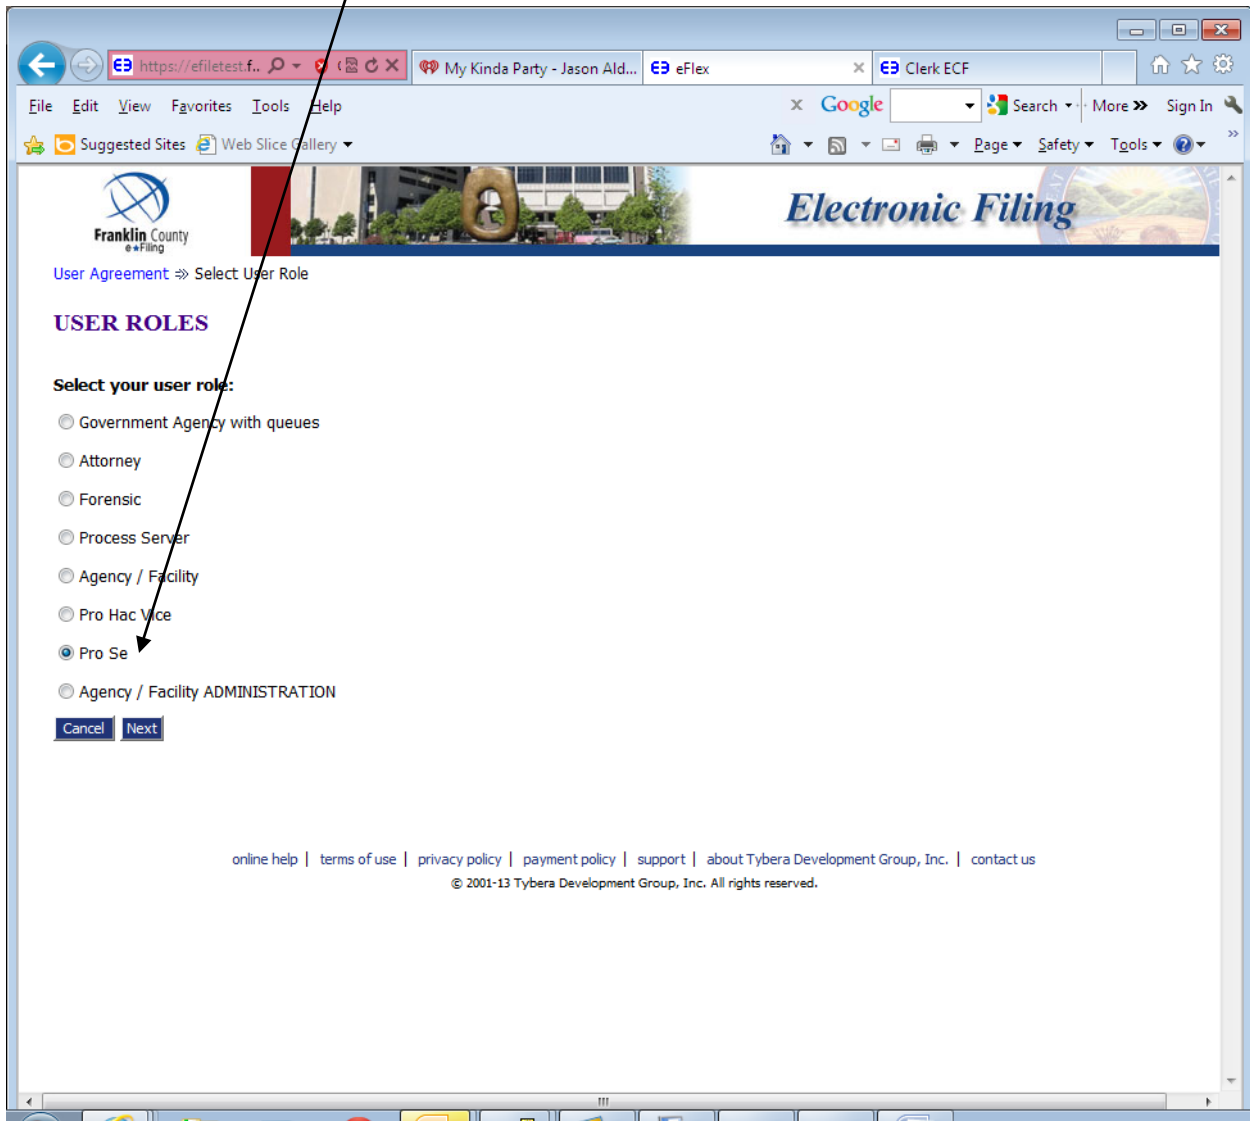 https://efiletest.f..
My Kinda Party - Jason Ald...
eFlex
Clerk ECF
File Edit View Favorites Tools Help
x Google Search More » Sign In
Suggested Sites Web Slice Gallery
Page Safety Tools
Franklin County
e★Filing
Electronic Filing
User Agreement ⇒ Select User Role
USER ROLES
Select your user role:
Government Agency with queues
Attorney
Forensic
Process Server
Agency / Facility
Pro Hac Vice
Pro Se
Agency / Facility ADMINISTRATION
Cancel Next
online help | terms of use | privacy policy | payment policy | support | about Tybera Development Group, Inc. | contact us
© 2001-13 Tybera Development Group, Inc. All rights reserved.